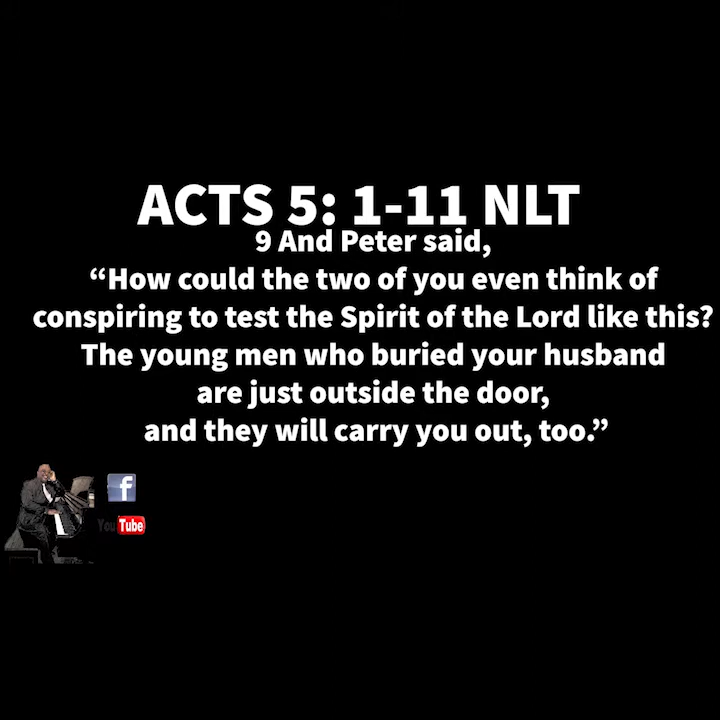 ACTS 5: 1-11 NLT
9 And Peter said,
“How could the two of you even think of
conspiring to test the Spirit of the Lord like this?
The young men who buried your husband
are just outside the door,
and they will carry you out, too.”
f
YouTube